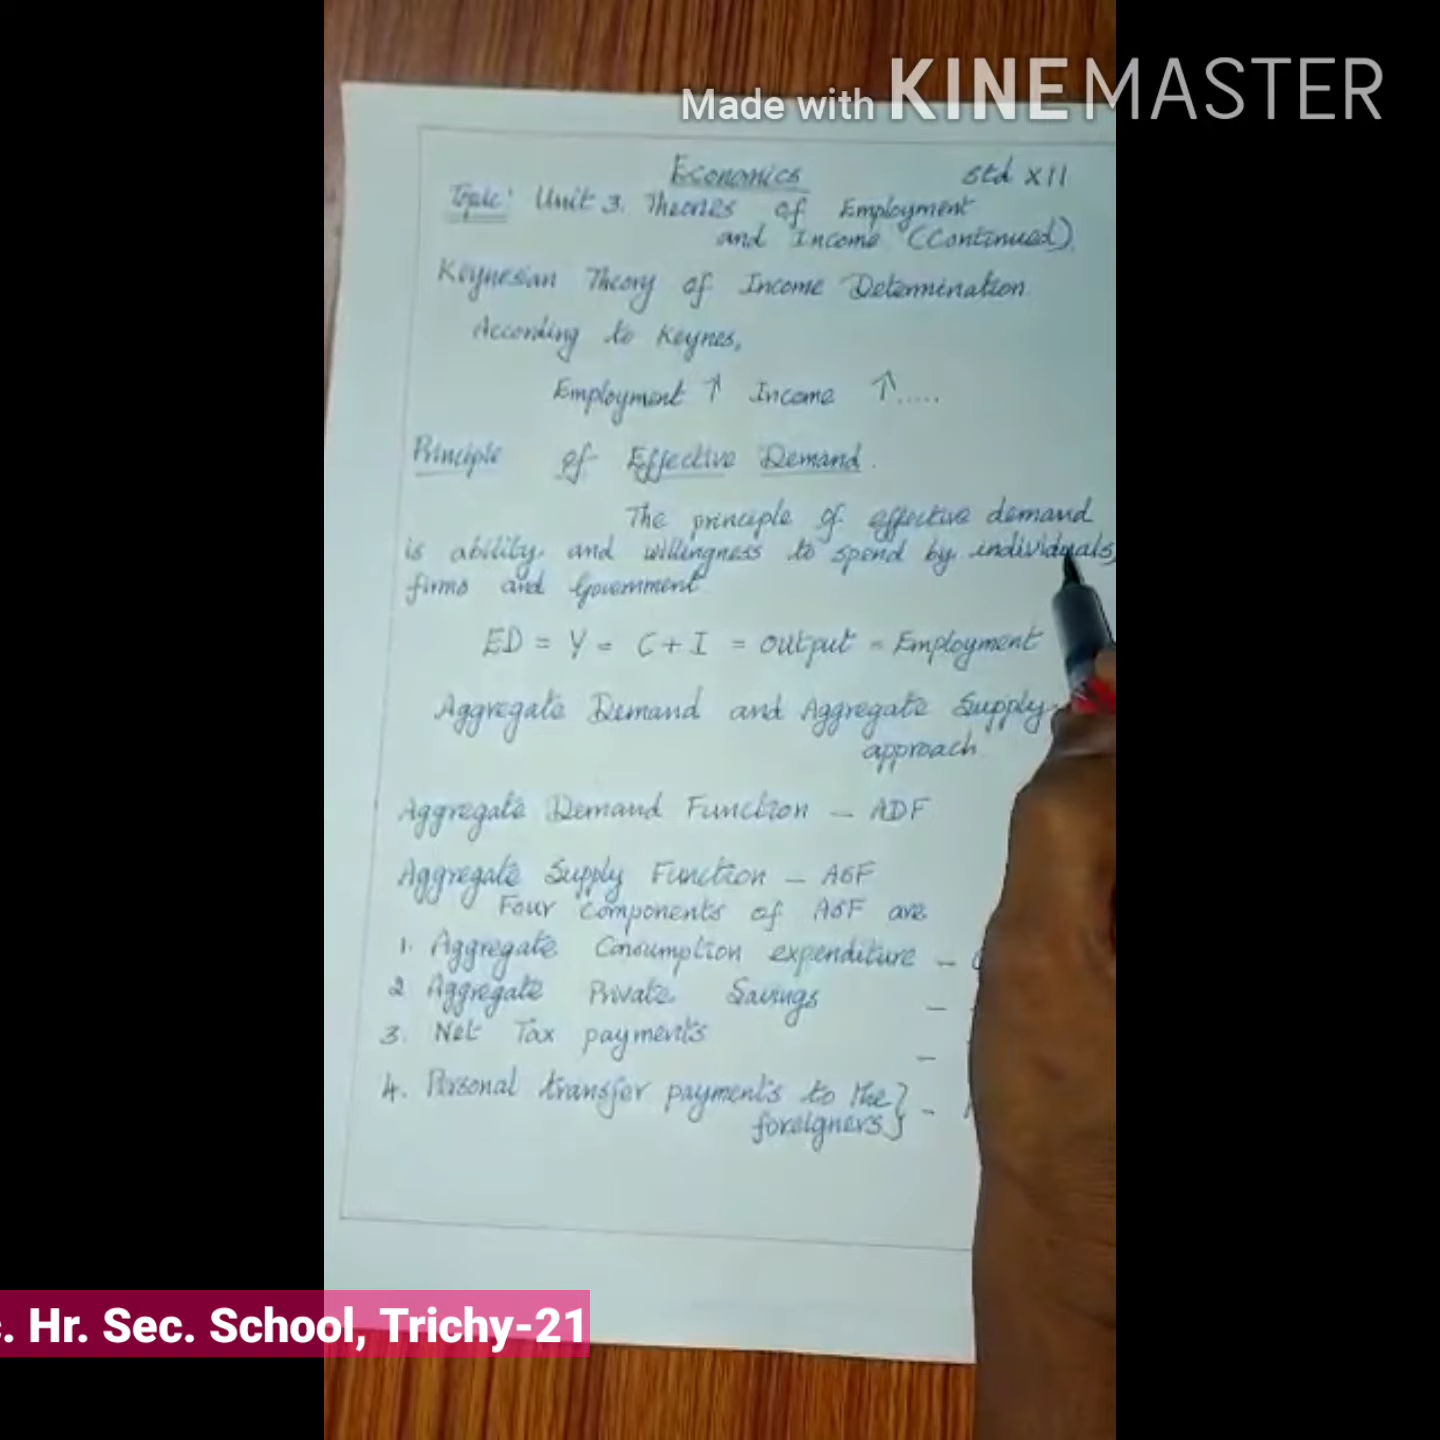 Made with KINEMASTER
Economics Std XII
Topic: Unit 3. Theories of Employment
and Income (Continued)
Keynesian Theory of Income Determination
According to Keynes,
Employment ↑ Income ↑.....
Principle of Effective Demand.
The principle of effective demand
is ability and willingness to spend by individuals,
firms and Government
ED = Y = C + I = Output = Employment
Aggregate Demand and Aggregate Supply
approach.
Aggregate Demand Function – ADF
Aggregate Supply Function – ASF
Four Components of ASF are
1. Aggregate Consumption expenditure –
2 Aggregate Private Savings –
3. Net Tax payments –
4. Personal transfer payments to the } –
foreigners
. Hr. Sec. School, Trichy-21